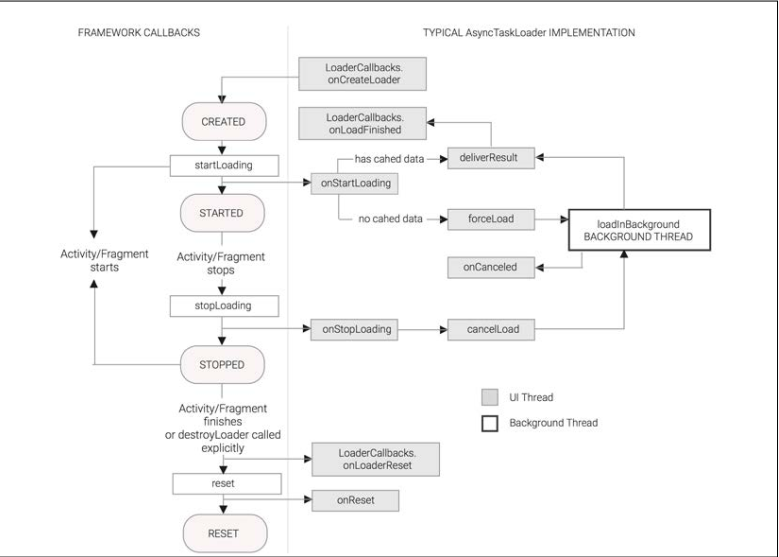 FRAMEWORK CALLBACKS
TYPICAL AsyncTaskLoader IMPLEMENTATION
LoaderCallbacks.
onCreateLoader
CREATED
LoaderCallbacks.
onLoadFinished
startLoading
has cahed data
deliverResult
onStartLoading
STARTED
no cahed data
forceLoad
loadInBackground
BACKGROUND THREAD
Activity/Fragment
starts
Activity/Fragment
stops
onCanceled
stopLoading
onStopLoading
cancelLoad
STOPPED
UI Thread
Background Thread
Activity/Fragment
finishes
or destroyLoader called
explicitly
LoaderCallbacks.
onLoaderReset
reset
onReset
RESET